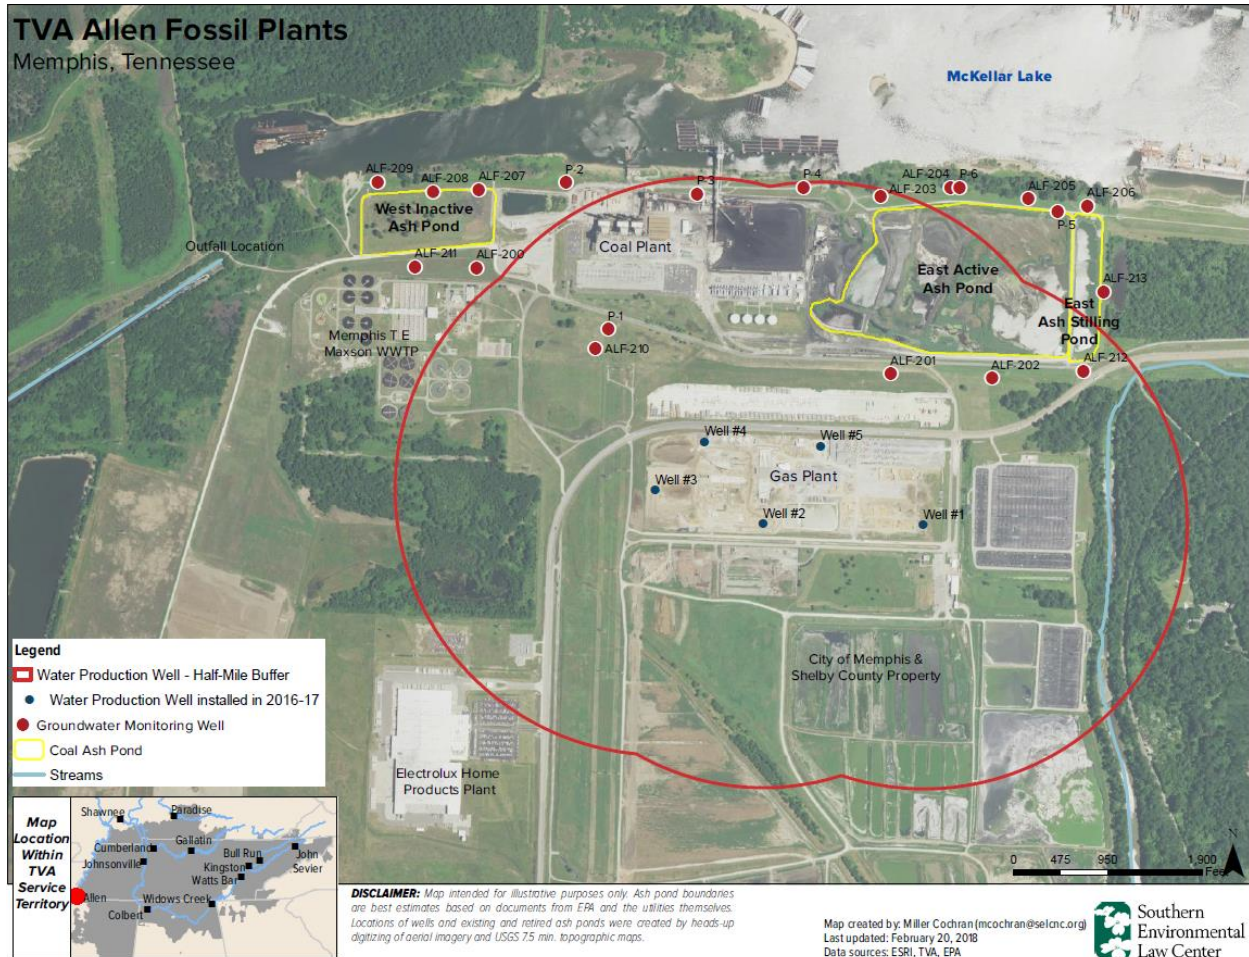 TVA Allen Fossil Plants
Memphis, Tennessee
McKellar Lake
ALF-209
ALF-208
ALF-207
P-2
P-3
P-4
ALF-204
P-6
ALF-203
ALF-205
ALF-206
P-5
West Inactive
Ash Pond
Outfall Location
ALF-211
ALF-200
Coal Plant
East Active
Ash Pond
ALF-213
East
Ash Stilling
Pond
P-1
ALF-210
Memphis T E
Maxson WWTP
ALF-201
ALF-202
ALF-212
Well #4
Well #5
Gas Plant
Well #3
Well #2
Well #1
City of Memphis &
Shelby County Property
Electrolux Home
Products Plant
Legend
Water Production Well - Half-Mile Buffer
Water Production Well installed in 2016-17
Groundwater Monitoring Well
Coal Ash Pond
Streams
Map
Location
Within
TVA
Service
Territory
Shawnee
Paradise
Cumberland
Gallatin
Johnsonville
Bull Run
Kingston
Watts Bar
John
Sevier
Allen
Widows Creek
Colbert
N
0 475 950 1,900
Feet
DISCLAIMER: Map intended for illustrative purposes only. Ash pond boundaries
are best estimates based on documents from EPA and the utilities themselves.
Locations of wells and existing and retired ash ponds were created by heads-up
digitizing of aerial imagery and USGS 7.5 min. topographic maps.
Map created by: Miller Cochran (mcochran@selcnc.org)
Last updated: February 20, 2018
Data sources: ESRI, TVA, EPA
Southern
Environmental
Law Center